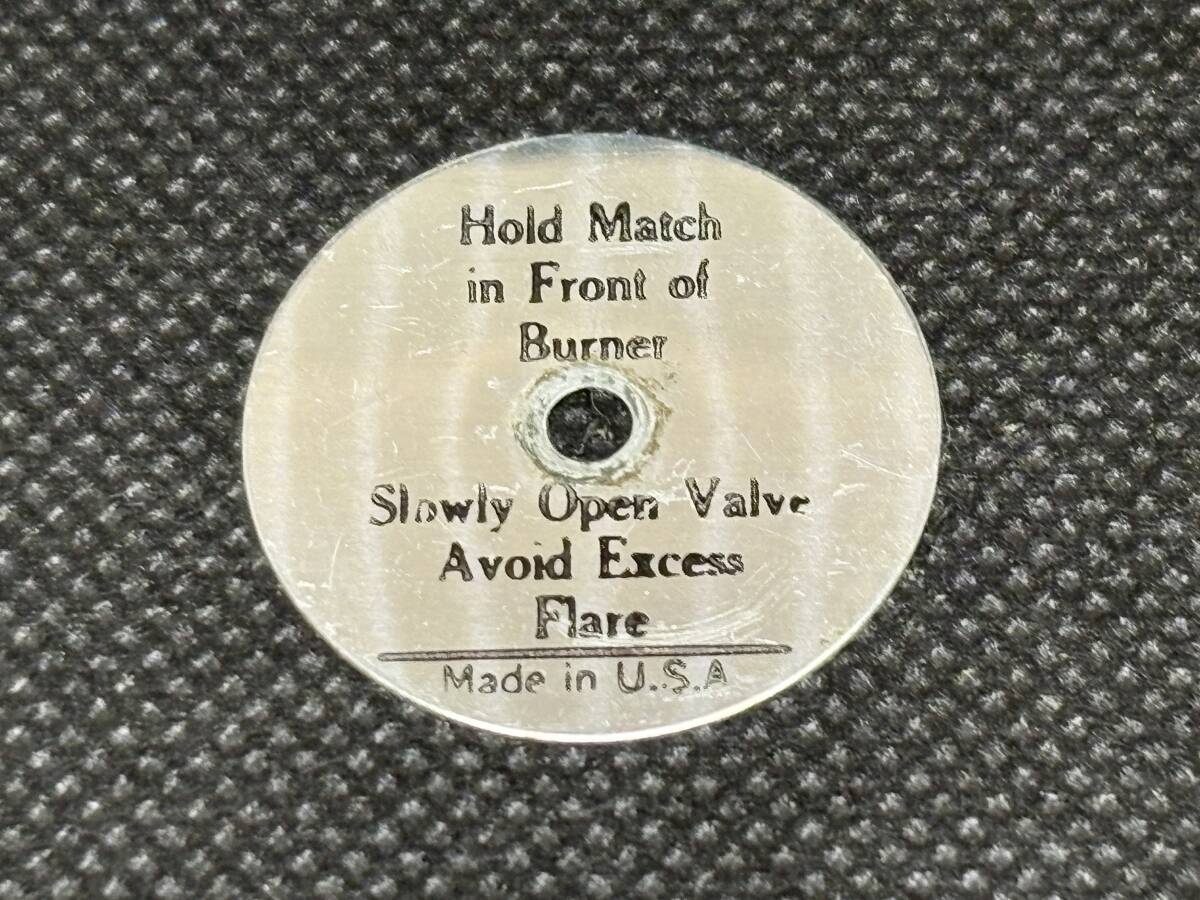 Hold Match
in Front of
Burner
Slowly Open Valve
Avoid Excess
Flare
Made in U.S.A